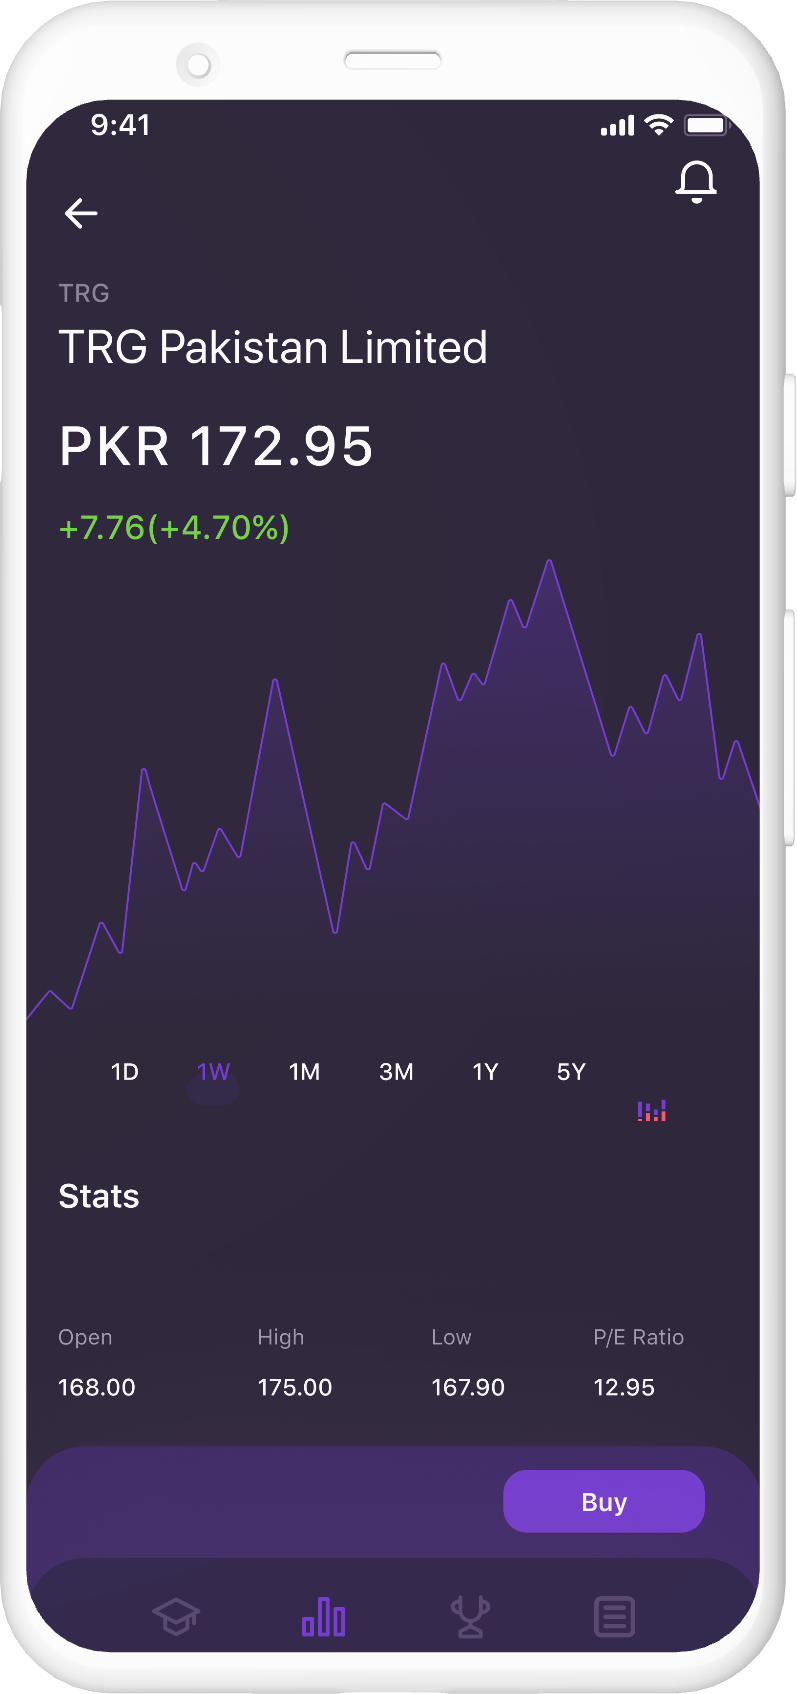 9:41
TRG
TRG Pakistan Limited
PKR 172.95
+7.76(+4.70%)
1D 1W 1M 3M 1Y 5Y
Stats
Open High Low P/E Ratio
168.00 175.00 167.90 12.95
Buy